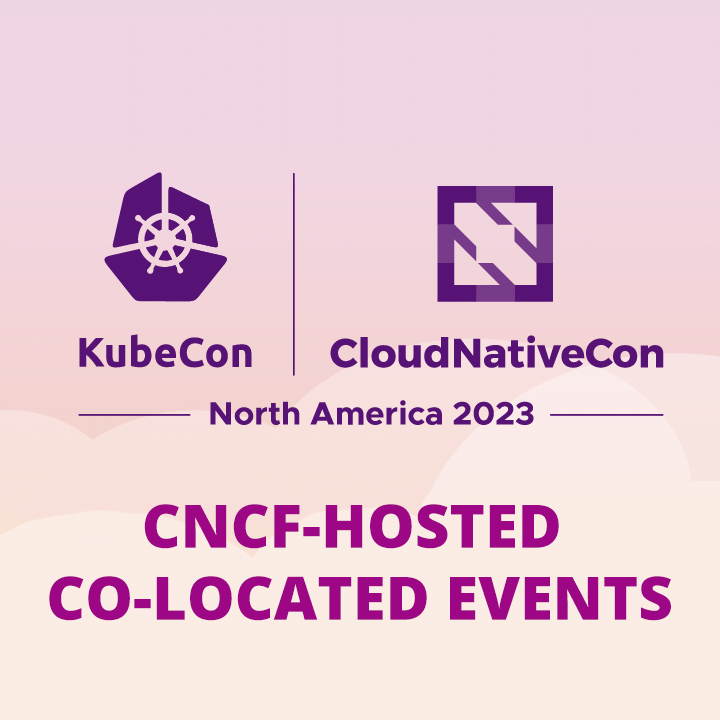 KubeCon
CloudNativeCon
North America 2023
CNCF-HOSTED
CO-LOCATED EVENTS